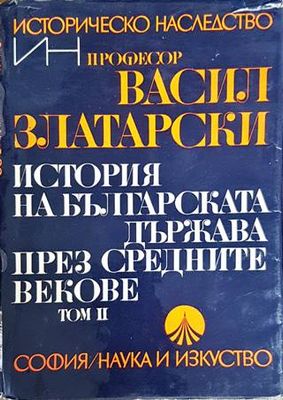 ИСТОРИЧЕСКО НАСЛЕДСТВО
ИН
ПРОФЕСОР
ВАСИЛ
ЗЛАТАРСКИ
ИСТОРИЯ
НА БЪЛГАРСКАТА
ДЪРЖАВА
ПРЕЗ СРЕДНИТЕ
ВЕКОВЕ
ТОМ II
СОФИЯ/НАУКА И ИЗКУСТВО